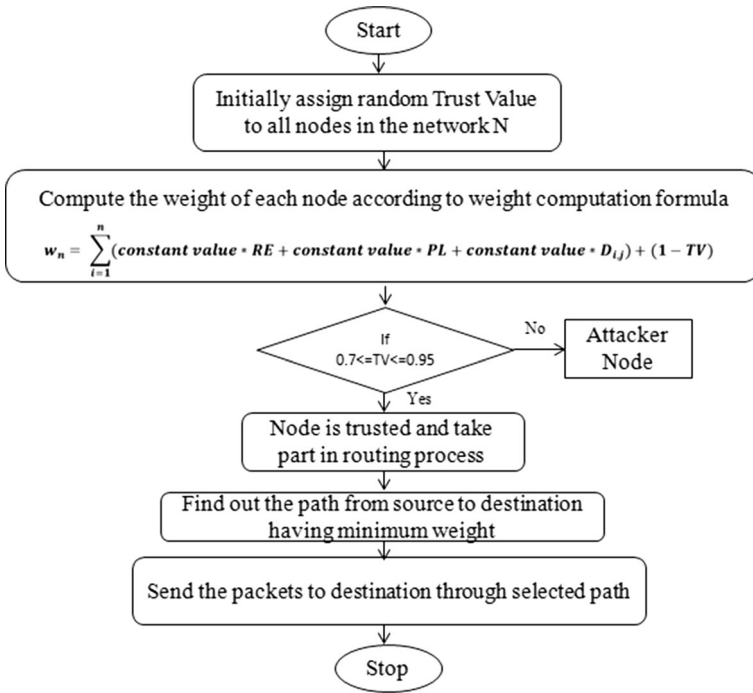 Start
Initially assign random Trust Value
to all nodes in the network N
Compute the weight of each node according to weight computation formula
wₙ = ∑ⁿᵢ₌₁(constant value * RE + constant value * PL + constant value * Dᵢ,ⱼ) + (1 − TV)
If
0.7<=TV<=0.95
No
Attacker
Node
Yes
Node is trusted and take
part in routing process
Find out the path from source to destination
having minimum weight
Send the packets to destination through selected path
Stop